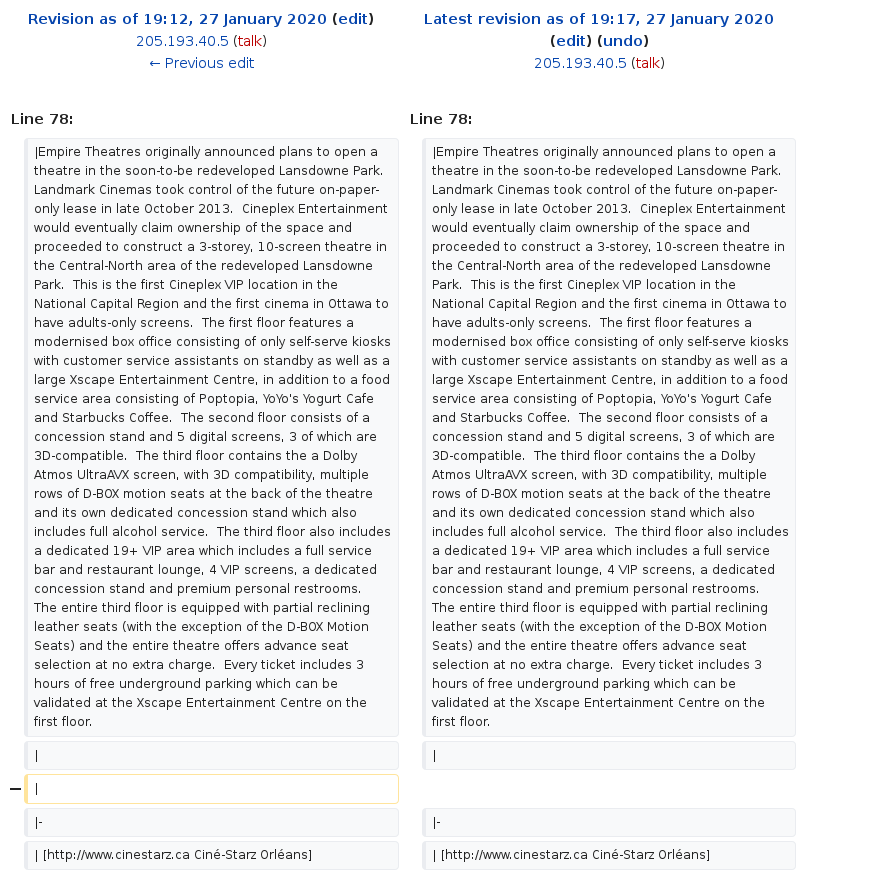 Revision as of 19:12, 27 January 2020 (edit)
205.193.40.5 (talk)
← Previous edit
Latest revision as of 19:17, 27 January 2020
(edit) (undo)
205.193.40.5 (talk)
Line 78:
|Empire Theatres originally announced plans to open a
theatre in the soon-to-be redeveloped Lansdowne Park.
Landmark Cinemas took control of the future on-paper-
only lease in late October 2013.  Cineplex Entertainment
would eventually claim ownership of the space and
proceeded to construct a 3-storey, 10-screen theatre in
the Central-North area of the redeveloped Lansdowne
Park.  This is the first Cineplex VIP location in the
National Capital Region and the first cinema in Ottawa to
have adults-only screens.  The first floor features a
modernised box office consisting of only self-serve kiosks
with customer service assistants on standby as well as a
large Xscape Entertainment Centre, in addition to a food
service area consisting of Poptopia, YoYo's Yogurt Cafe
and Starbucks Coffee.  The second floor consists of a
concession stand and 5 digital screens, 3 of which are
3D-compatible.  The third floor contains the a Dolby
Atmos UltraAVX screen, with 3D compatibility, multiple
rows of D-BOX motion seats at the back of the theatre
and its own dedicated concession stand which also
includes full alcohol service.  The third floor also includes
a dedicated 19+ VIP area which includes a full service
bar and restaurant lounge, 4 VIP screens, a dedicated
concession stand and premium personal restrooms.
The entire third floor is equipped with partial reclining
leather seats (with the exception of the D-BOX Motion
Seats) and the entire theatre offers advance seat
selection at no extra charge.  Every ticket includes 3
hours of free underground parking which can be
validated at the Xscape Entertainment Centre on the
first floor.
|
− |
|-
| [http://www.cinestarz.ca Ciné-Starz Orléans]
Line 78:
|Empire Theatres originally announced plans to open a
theatre in the soon-to-be redeveloped Lansdowne Park.
Landmark Cinemas took control of the future on-paper-
only lease in late October 2013.  Cineplex Entertainment
would eventually claim ownership of the space and
proceeded to construct a 3-storey, 10-screen theatre in
the Central-North area of the redeveloped Lansdowne
Park.  This is the first Cineplex VIP location in the
National Capital Region and the first cinema in Ottawa to
have adults-only screens.  The first floor features a
modernised box office consisting of only self-serve kiosks
with customer service assistants on standby as well as a
large Xscape Entertainment Centre, in addition to a food
service area consisting of Poptopia, YoYo's Yogurt Cafe
and Starbucks Coffee.  The second floor consists of a
concession stand and 5 digital screens, 3 of which are
3D-compatible.  The third floor contains the a Dolby
Atmos UltraAVX screen, with 3D compatibility, multiple
rows of D-BOX motion seats at the back of the theatre
and its own dedicated concession stand which also
includes full alcohol service.  The third floor also includes
a dedicated 19+ VIP area which includes a full service
bar and restaurant lounge, 4 VIP screens, a dedicated
concession stand and premium personal restrooms.
The entire third floor is equipped with partial reclining
leather seats (with the exception of the D-BOX Motion
Seats) and the entire theatre offers advance seat
selection at no extra charge.  Every ticket includes 3
hours of free underground parking which can be
validated at the Xscape Entertainment Centre on the
first floor.
|
|-
| [http://www.cinestarz.ca Ciné-Starz Orléans]